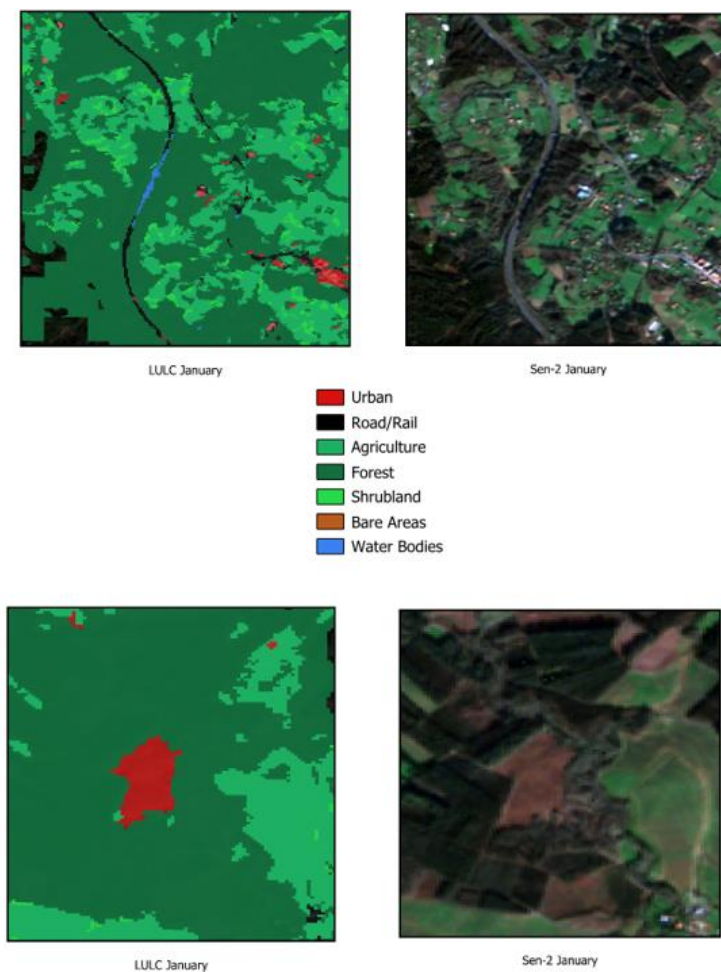 LULC January
Sen-2 January
Urban
Road/Rail
Agriculture
Forest
Shrubland
Bare Areas
Water Bodies
LULC January
Sen-2 January